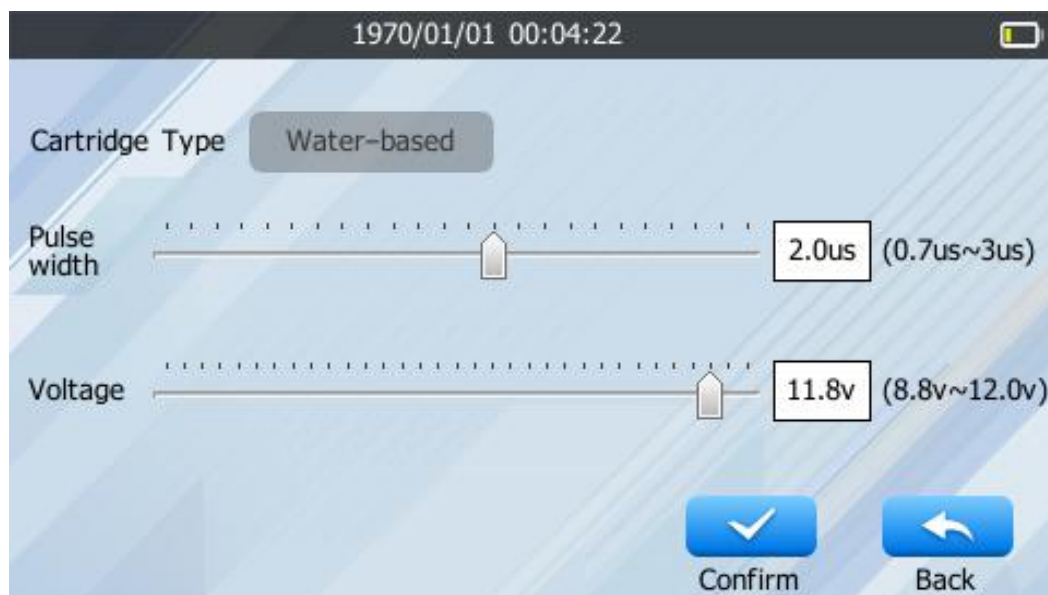 1970/01/01 00:04:22
Cartridge Type Water-based
Pulse
width
2.0us (0.7us~3us)
Voltage 11.8v (8.8v~12.0v)
Confirm Back